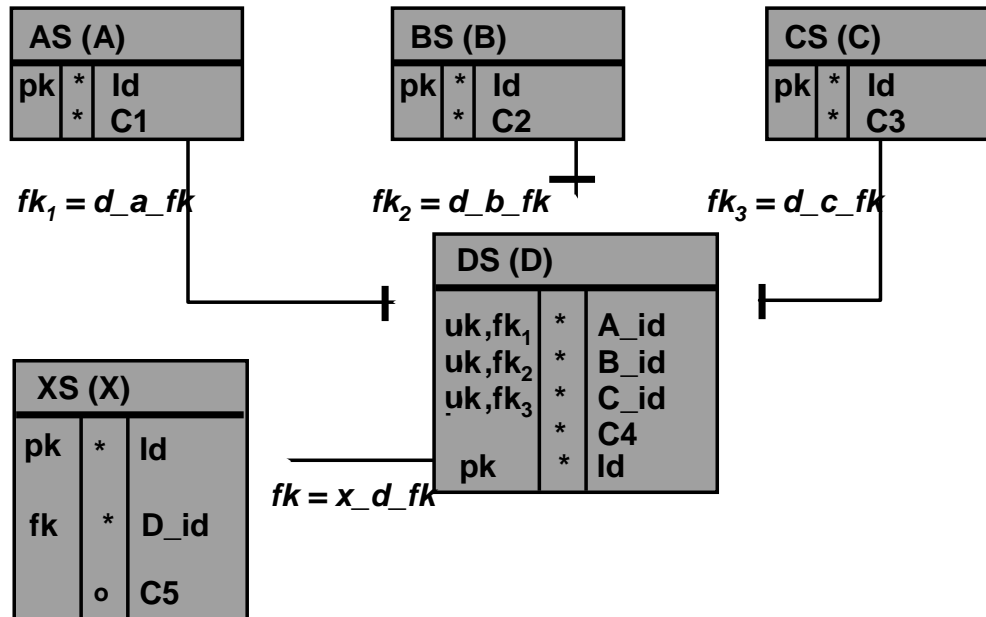 AS (A)
pk * Id
* C1
BS (B)
pk * Id
* C2
CS (C)
pk * Id
* C3
fk1 = d_a_fk
fk2 = d_b_fk
fk3 = d_c_fk
DS (D)
uk,fk1 * A_id
uk,fk2 * B_id
uk,fk3 * C_id
* C4
pk * Id
XS (X)
pk * Id
fk * D_id
o C5
fk = x_d_fk